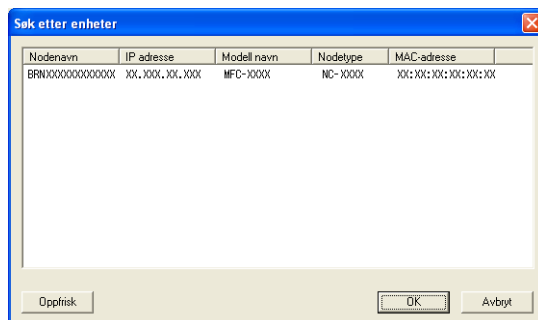 Søk etter enheter
Nodenavn IP adresse Modell navn Nodetype MAC-adresse
BRNXXXXXXXXXXXX XX.XXX.XX.XXX MFC-XXXX NC-XXXX XX:XX:XX:XX:XX:XX
Oppfrisk OK Avbryt